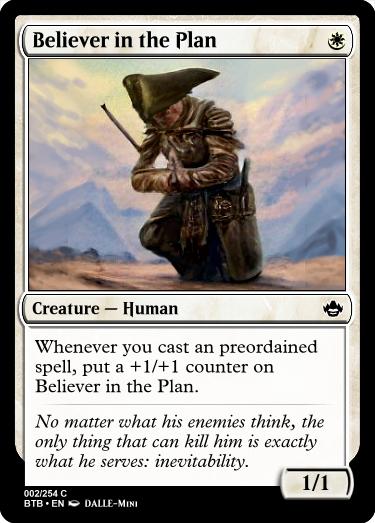 Believer in the Plan
Creature — Human
Whenever you cast an preordained
spell, put a +1/+1 counter on
Believer in the Plan.
No matter what his enemies think, the
only thing that can kill him is exactly
what he serves: inevitability.
1/1
002/254 C
BTB • EN DALLE-Mini